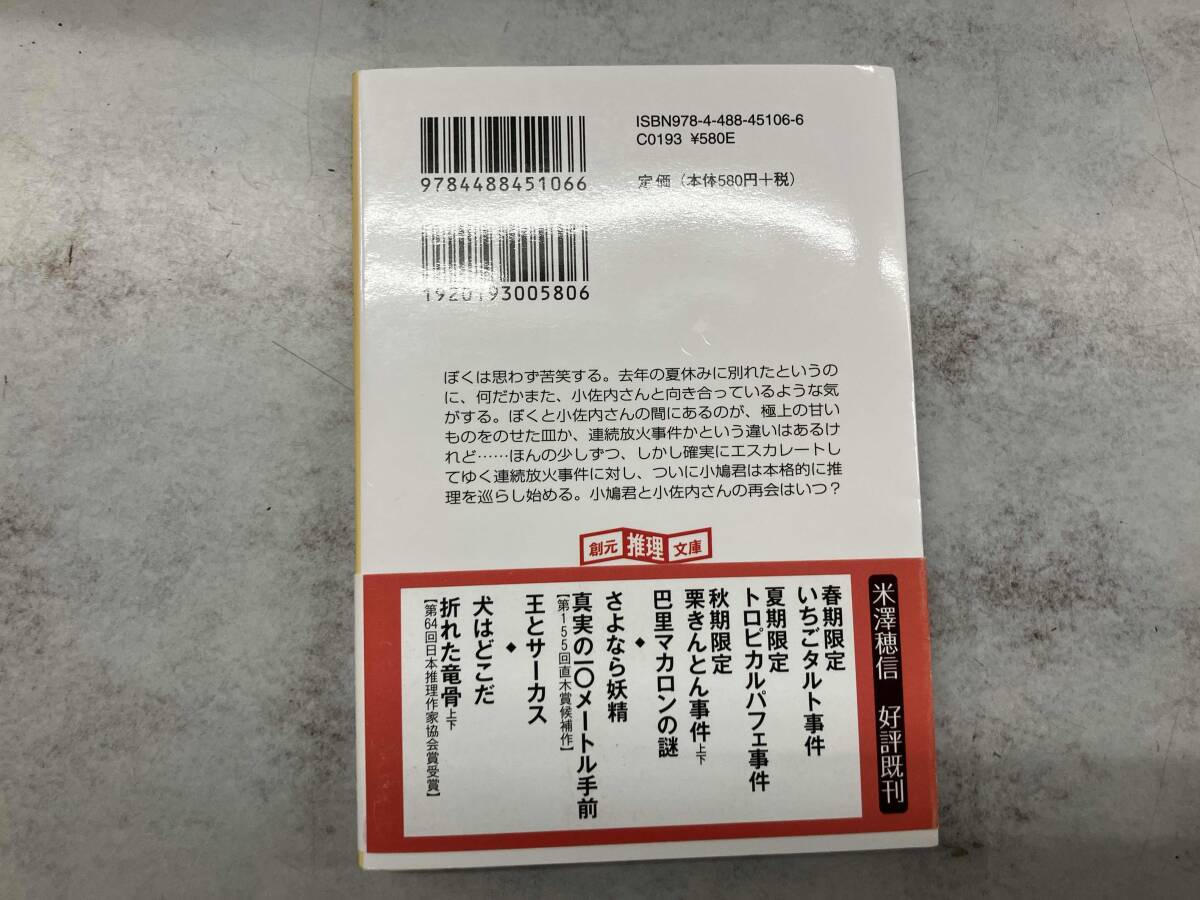 ISBN978-4-488-45106-6
C0193 ¥580E
9784488451066
定価（本体580円＋税）
1920193005806
ぼくは思わず苦笑する。去年の夏休みに別れたというの
に、何だかまた、小佐内さんと向き合っているような気
がする。ぼくと小佐内さんの間にあるのが、極上の甘い
ものをのせた皿か、連続放火事件かという違いはあるけ
れど……ほんの少しずつ、しかし確実にエスカレートし
てゆく連続放火事件に対し、ついに小鳩君は本格的に推
理を巡らし始める。小鳩君と小佐内さんの再会はいつ？
創元推理文庫
米澤穂信 好評既刊
春期限定
いちごタルト事件
夏期限定
トロピカルパフェ事件
秋期限定
栗きんとん事件 上下
巴里マカロンの謎
◆
さよなら妖精
真実の一〇メートル手前
【第155回直木賞候補作】
王とサーカス
◆
犬はどこだ
折れた竜骨 上下
【第64回日本推理作家協会賞受賞】